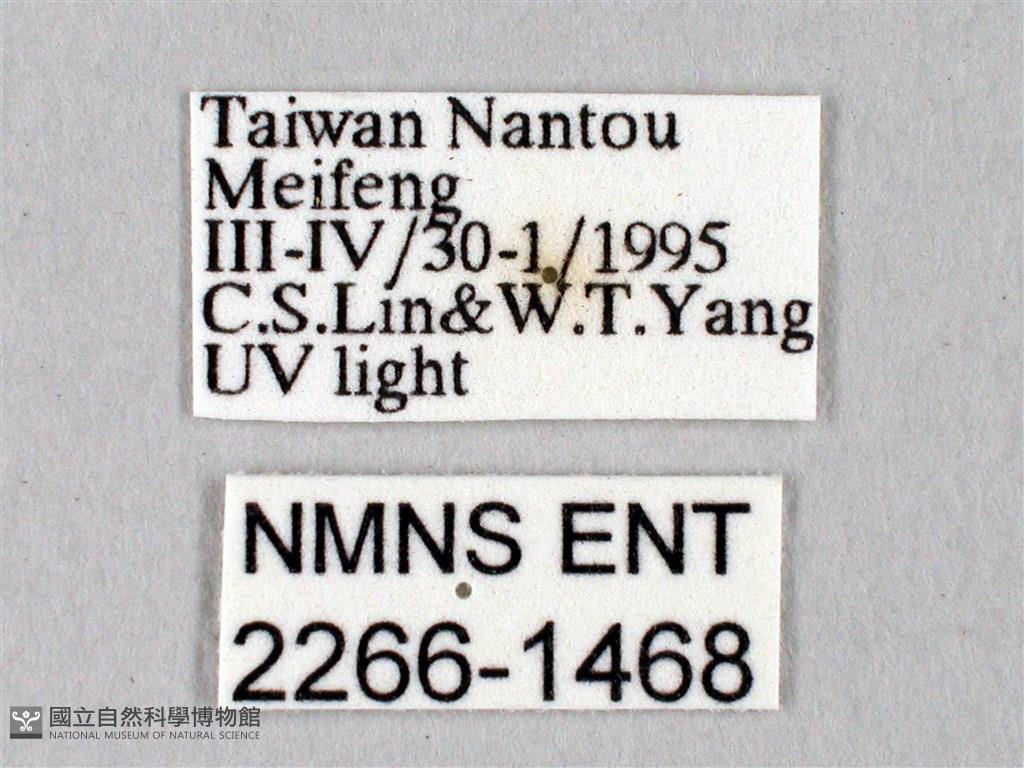 Taiwan Nantou
Meifeng
III-IV/30-1/1995
C.S.Lin&W.T.Yang
UV light
NMNS ENT
2266-1468
國立自然科學博物館
NATIONAL MUSEUM OF NATURAL SCIENCE